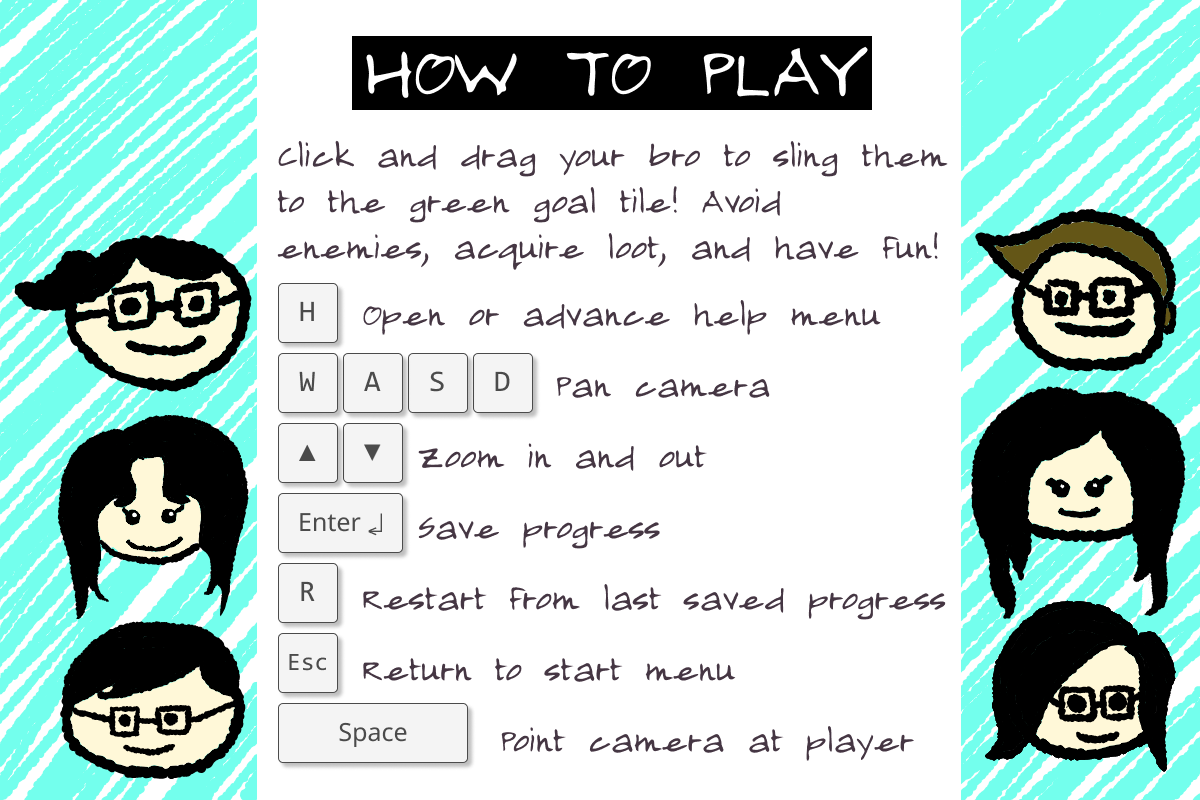 HOW TO PLAY
Click and drag your bro to sling them
to the green goal tile! Avoid
enemies, acquire loot, and have fun!
H Open or advance help menu
W A S D Pan camera
▲ ▼ Zoom in and out
Enter ↲ Save progress
R Restart from last saved progress
Esc Return to start menu
Space Point camera at player